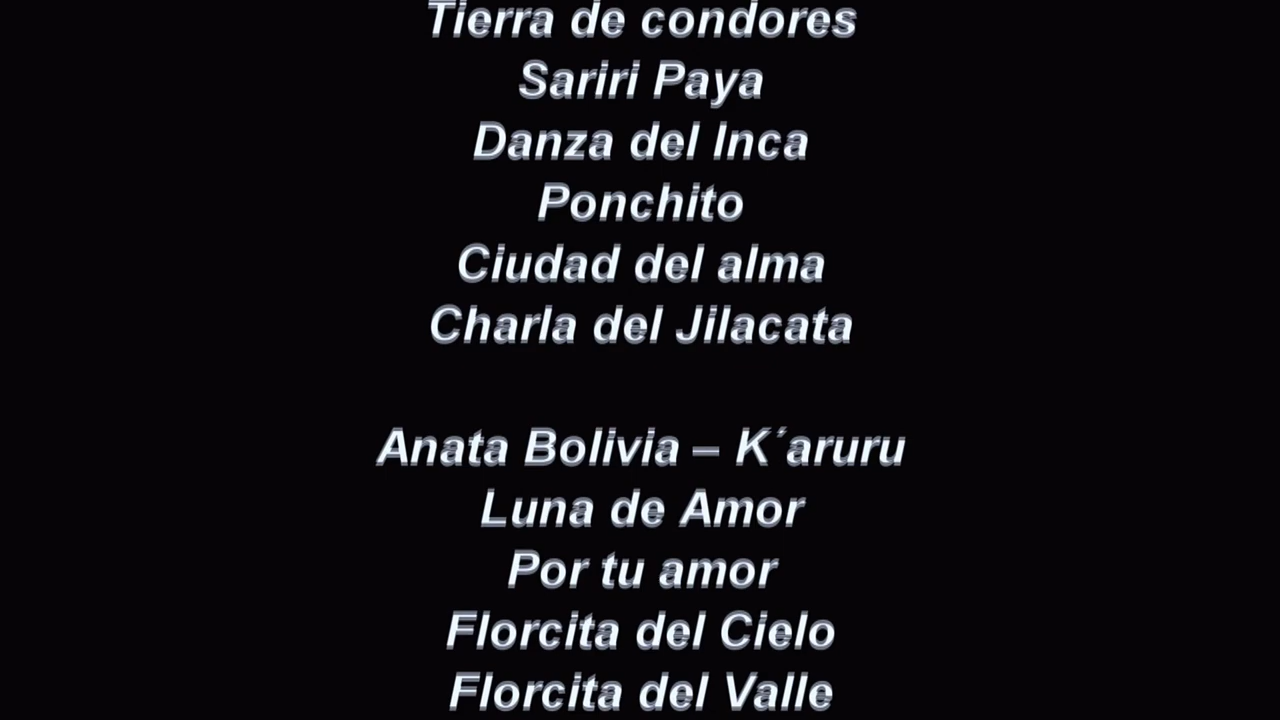 Tierra de condores
Sariri Paya
Danza del Inca
Ponchito
Ciudad del alma
Charla del Jilacata
Anata Bolivia – K´aruru
Luna de Amor
Por tu amor
Florcita del Cielo
Florcita del Valle